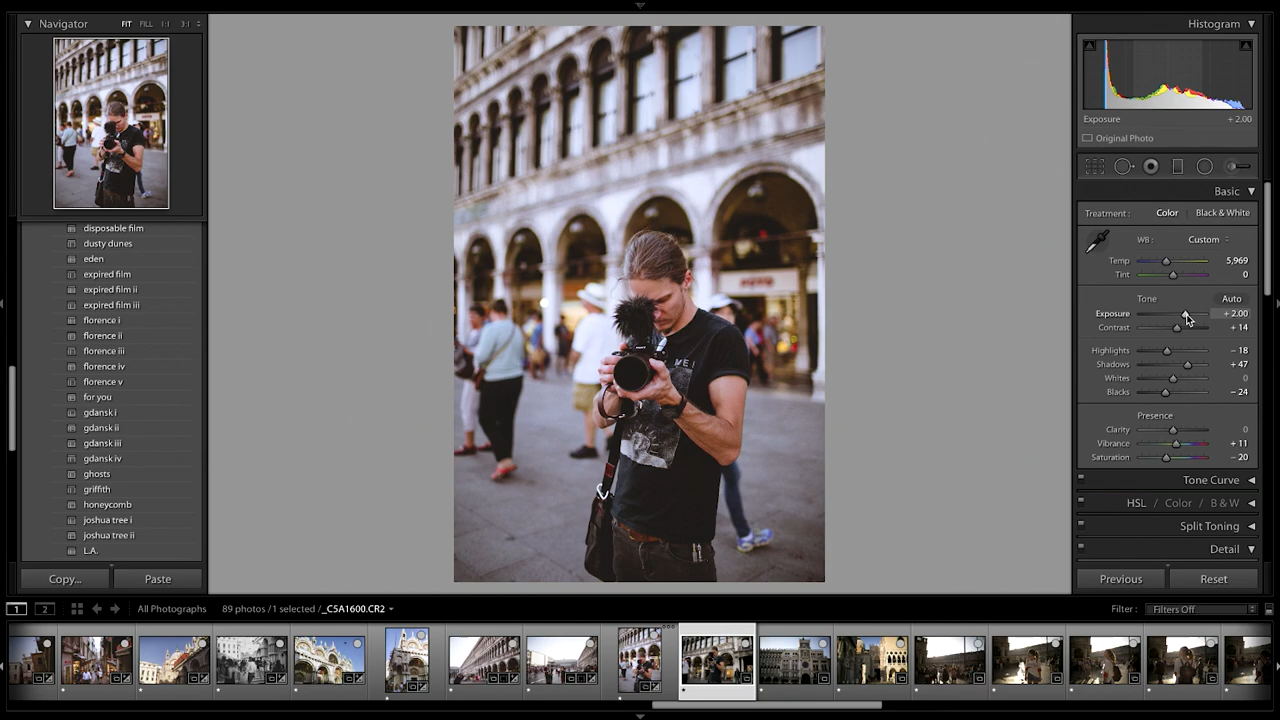 Navigator FIT FILL 1:1 3:1
disposable film
dusty dunes
eden
expired film
expired film ii
expired film iii
florence i
florence ii
florence iii
florence iv
florence v
for you
gdansk i
gdansk ii
gdansk iii
gdansk iv
ghosts
griffith
honeycomb
joshua tree i
joshua tree ii
L.A.
Copy... Paste
Histogram
Exposure + 2.00
Original Photo
Basic
Treatment : Color Black & White
WB : Custom
Temp 5,969
Tint 0
Tone Auto
Exposure + 2.00
Contrast + 14
Highlights − 18
Shadows + 47
Whites 0
Blacks − 24
Presence
Clarity 0
Vibrance + 11
Saturation − 20
Tone Curve
HSL / Color / B & W
Split Toning
Detail
Previous Reset
1 2 All Photographs 89 photos /1 selected /_C5A1600.CR2 Filter : Filters Off